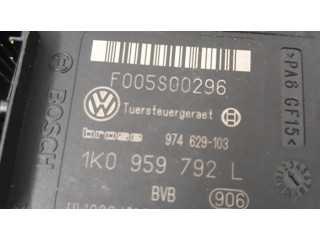 F005S00296
Tuersteuergeraet
brose 974 629-103
1K0 959 792 L
BVB 906
BOSCH
>PA6 GF15<